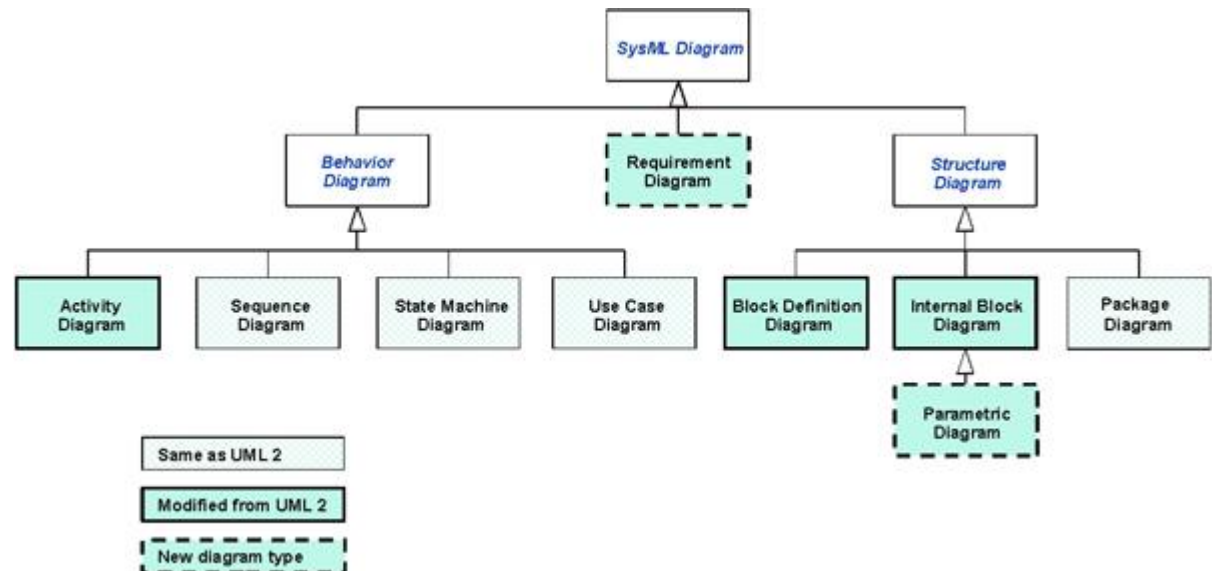 SysML Diagram
Behavior
Diagram
Requirement
Diagram
Structure
Diagram
Activity
Diagram
Sequence
Diagram
State Machine
Diagram
Use Case
Diagram
Block Definition
Diagram
Internal Block
Diagram
Package
Diagram
Parametric
Diagram
Same as UML 2
Modified from UML 2
New diagram type